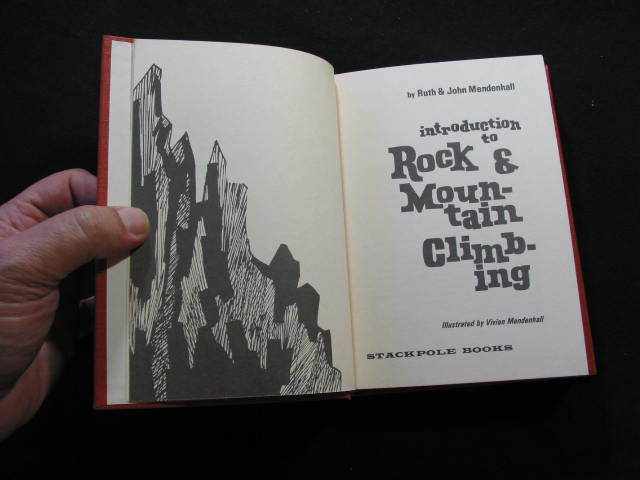 by Ruth & John Mendenhall
introduction
to
Rock &
Moun-
tain
Climb-
ing
Illustrated by Vivian Mendenhall
STACKPOLE BOOKS